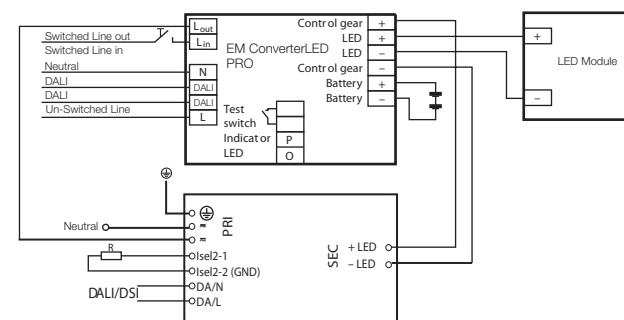 Switched Line out
Switched Line in
Neutral
DALI
DALI
Un-Switched Line
Lout
Lin
N
DALI
DALI
L
EM ConverterLED
PRO
Test
switch
Indicator
LED
P
O
Control gear +
LED +
LED –
Control gear –
Battery +
Battery –
+
–
LED Module
Neutral
R
DALI/DSI
≈
≈
PRI
Isel2-1
Isel2-2 (GND)
DA/N
DA/L
SEC
+ LED
– LED